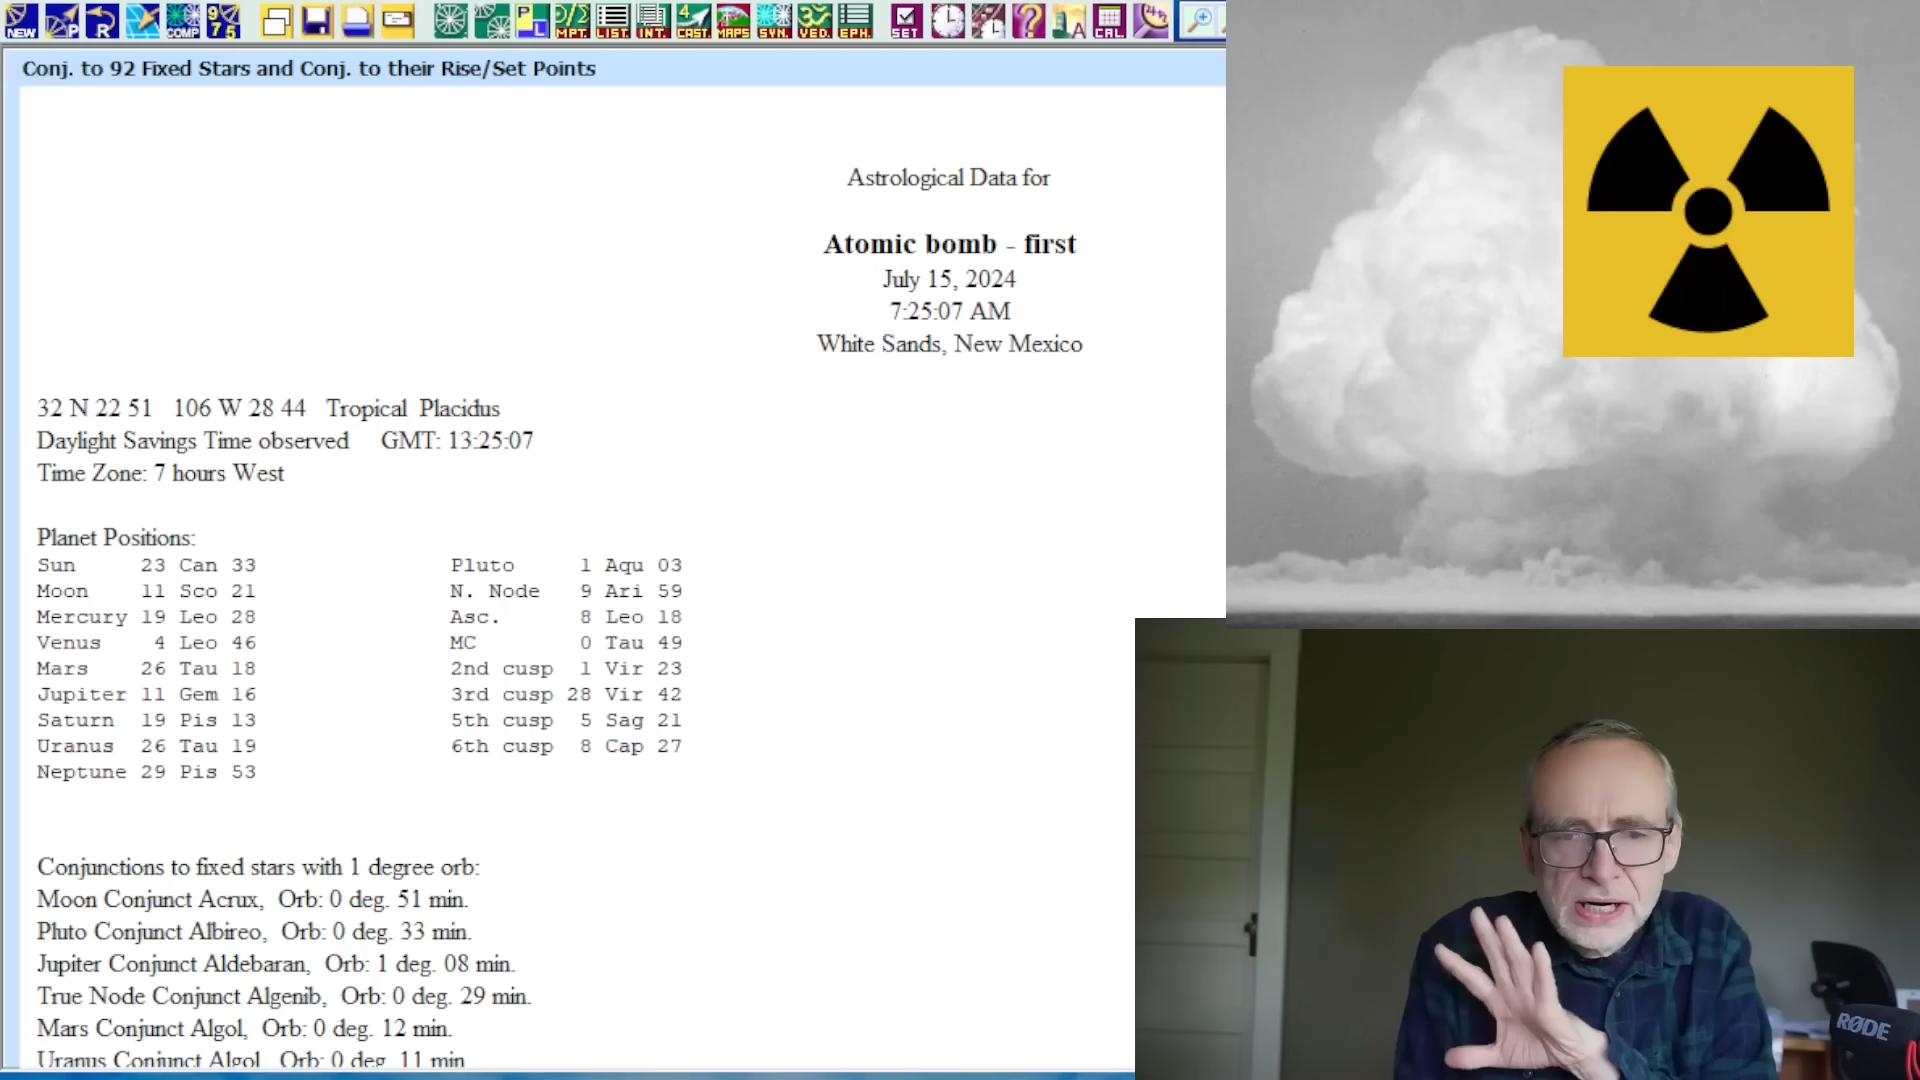 NEW P R COMP 9 7 5 P L MPT. LIST. INT. 4 CAST. MAPS SYN. VED. EPH. SET A CAL.
Conj. to 92 Fixed Stars and Conj. to their Rise/Set Points
Astrological Data for
Atomic bomb - first
July 15, 2024
7:25:07 AM
White Sands, New Mexico
32 N 22 51 106 W 28 44 Tropical Placidus
Daylight Savings Time observed GMT: 13:25:07
Time Zone: 7 hours West
Planet Positions:
Sun 23 Can 33 Pluto 1 Aqu 03
Moon 11 Sco 21 N. Node 9 Ari 59
Mercury 19 Leo 28 Asc. 8 Leo 18
Venus 4 Leo 46 MC 0 Tau 49
Mars 26 Tau 18 2nd cusp 1 Vir 23
Jupiter 11 Gem 16 3rd cusp 28 Vir 42
Saturn 19 Pis 13 5th cusp 5 Sag 21
Uranus 26 Tau 19 6th cusp 8 Cap 27
Neptune 29 Pis 53
Conjunctions to fixed stars with 1 degree orb:
Moon Conjunct Acrux, Orb: 0 deg. 51 min.
Pluto Conjunct Albireo, Orb: 0 deg. 33 min.
Jupiter Conjunct Aldebaran, Orb: 1 deg. 08 min.
True Node Conjunct Algenib, Orb: 0 deg. 29 min.
Mars Conjunct Algol, Orb: 0 deg. 12 min.
Uranus Conjunct Algol Orb: 0 deg 11 min
RØDE